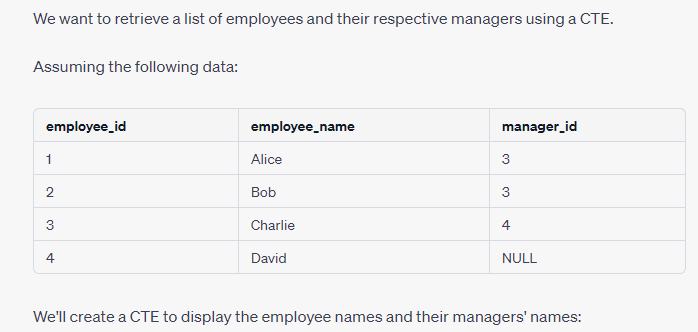 We want to retrieve a list of employees and their respective managers using a CTE.
Assuming the following data:
employee_id employee_name manager_id
1 Alice 3
2 Bob 3
3 Charlie 4
4 David NULL
We'll create a CTE to display the employee names and their managers' names: